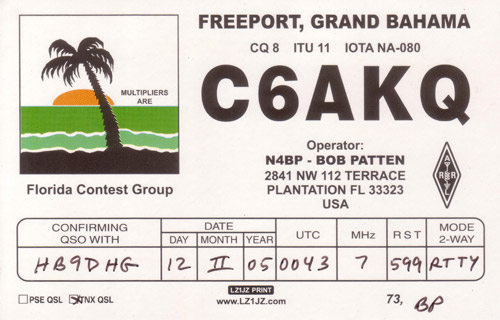 FREEPORT, GRAND BAHAMA
CQ 8 ITU 11 IOTA NA-080
C6AKQ
MULTIPLIERS
ARE
Florida Contest Group
Operator:
N4BP - BOB PATTEN
2841 NW 112 TERRACE
PLANTATION FL 33323
USA
ARRL
CONFIRMING QSO WITH DATE DAY MONTH YEAR UTC MHz RST MODE 2-WAY
HB9DHG 12 II 05 0043 7 599 RTTY
PSE QSL TNX QSL
LZ1JZ PRINT
www.LZ1JZ.com
73, BP